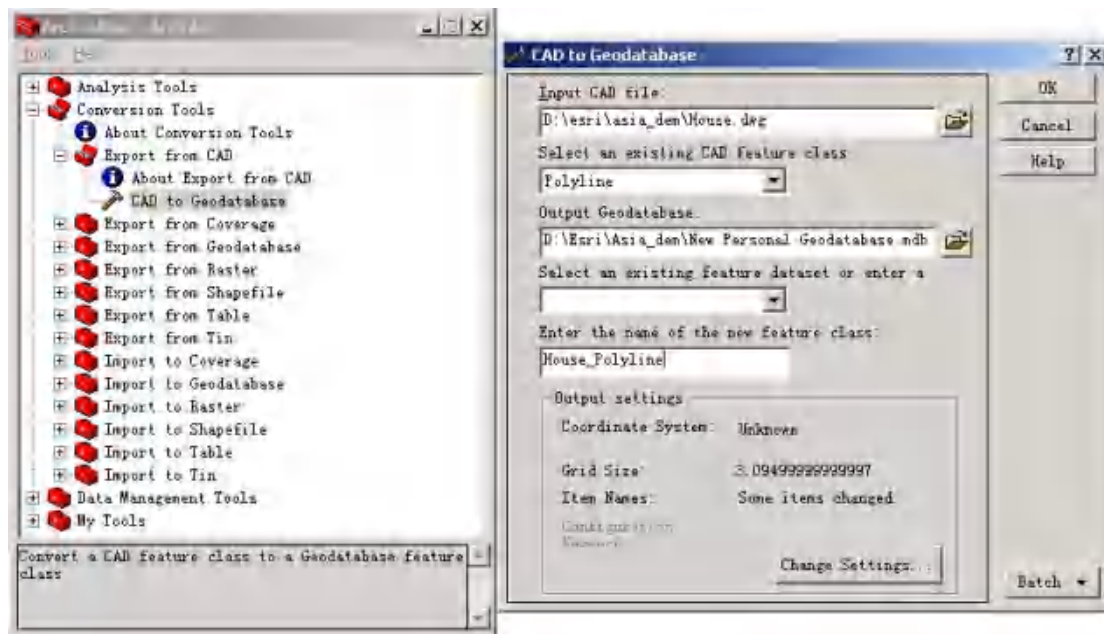 Tools Help
Analysis Tools
Conversion Tools
About Conversion Tools
Export from CAD
About Export from CAD
CAD to Geodatabase
Export from Coverage
Export from Geodatabase
Export from Raster
Export from Shapefile
Export from Table
Export from Tin
Import to Coverage
Import to Geodatabase
Import to Raster
Import to Shapefile
Import to Table
Import to Tin
Data Management Tools
My Tools
Convert a CAD feature class to a Geodatabase feature
class
CAD to Geodatabase
Input CAD file:
D:\esri\asia_dem\House.dwg
Select an existing CAD feature class
Polyline
Output Geodatabase:
D:\Esri\Asia_dem\New Personal Geodatabase.mdb
Select an existing feature dataset or enter a
Enter the name of the new feature class:
House_Polyline
Output settings
Coordinate System: Unknown
Grid Size: 3.09499999999997
Item Names: Some items changed
Configuration
Change Settings...
OK
Cancel
Help
Batch